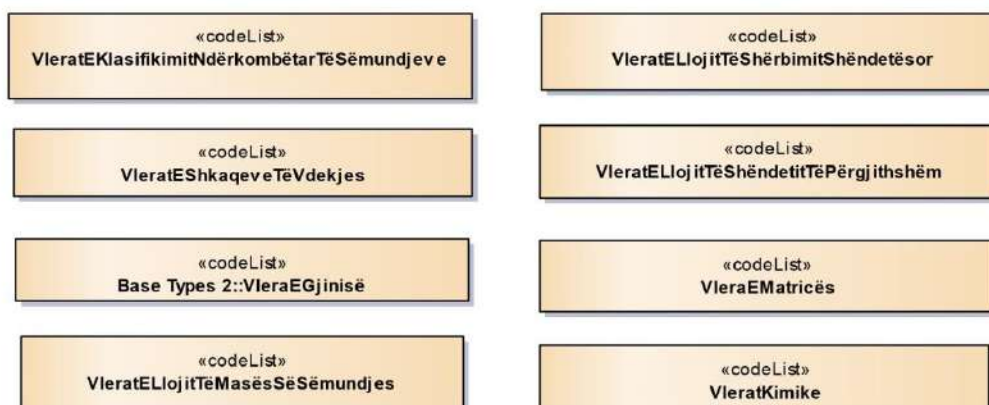 «codeList»
VleratEKlasifikimitNdërkombëtarTëSëmundjeve
«codeList»
VleratEShkaqeveTëVdekjes
«codeList»
Base Types 2::VleraEGjinisë
«codeList»
VleratELlojitTëMasësSëSëmundjes
«codeList»
VleratELlojitTëShërbimitShëndetësor
«codeList»
VleratELlojitTëShëndetitTëPërgjithshëm
«codeList»
VleraEMatricës
«codeList»
VleratKimike